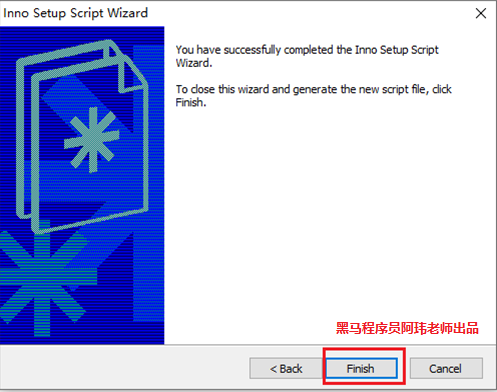 Inno Setup Script Wizard
You have successfully completed the Inno Setup Script
Wizard.
To close this wizard and generate the new script file, click
Finish.
黑马程序员阿玮老师出品
< Back
Finish
Cancel